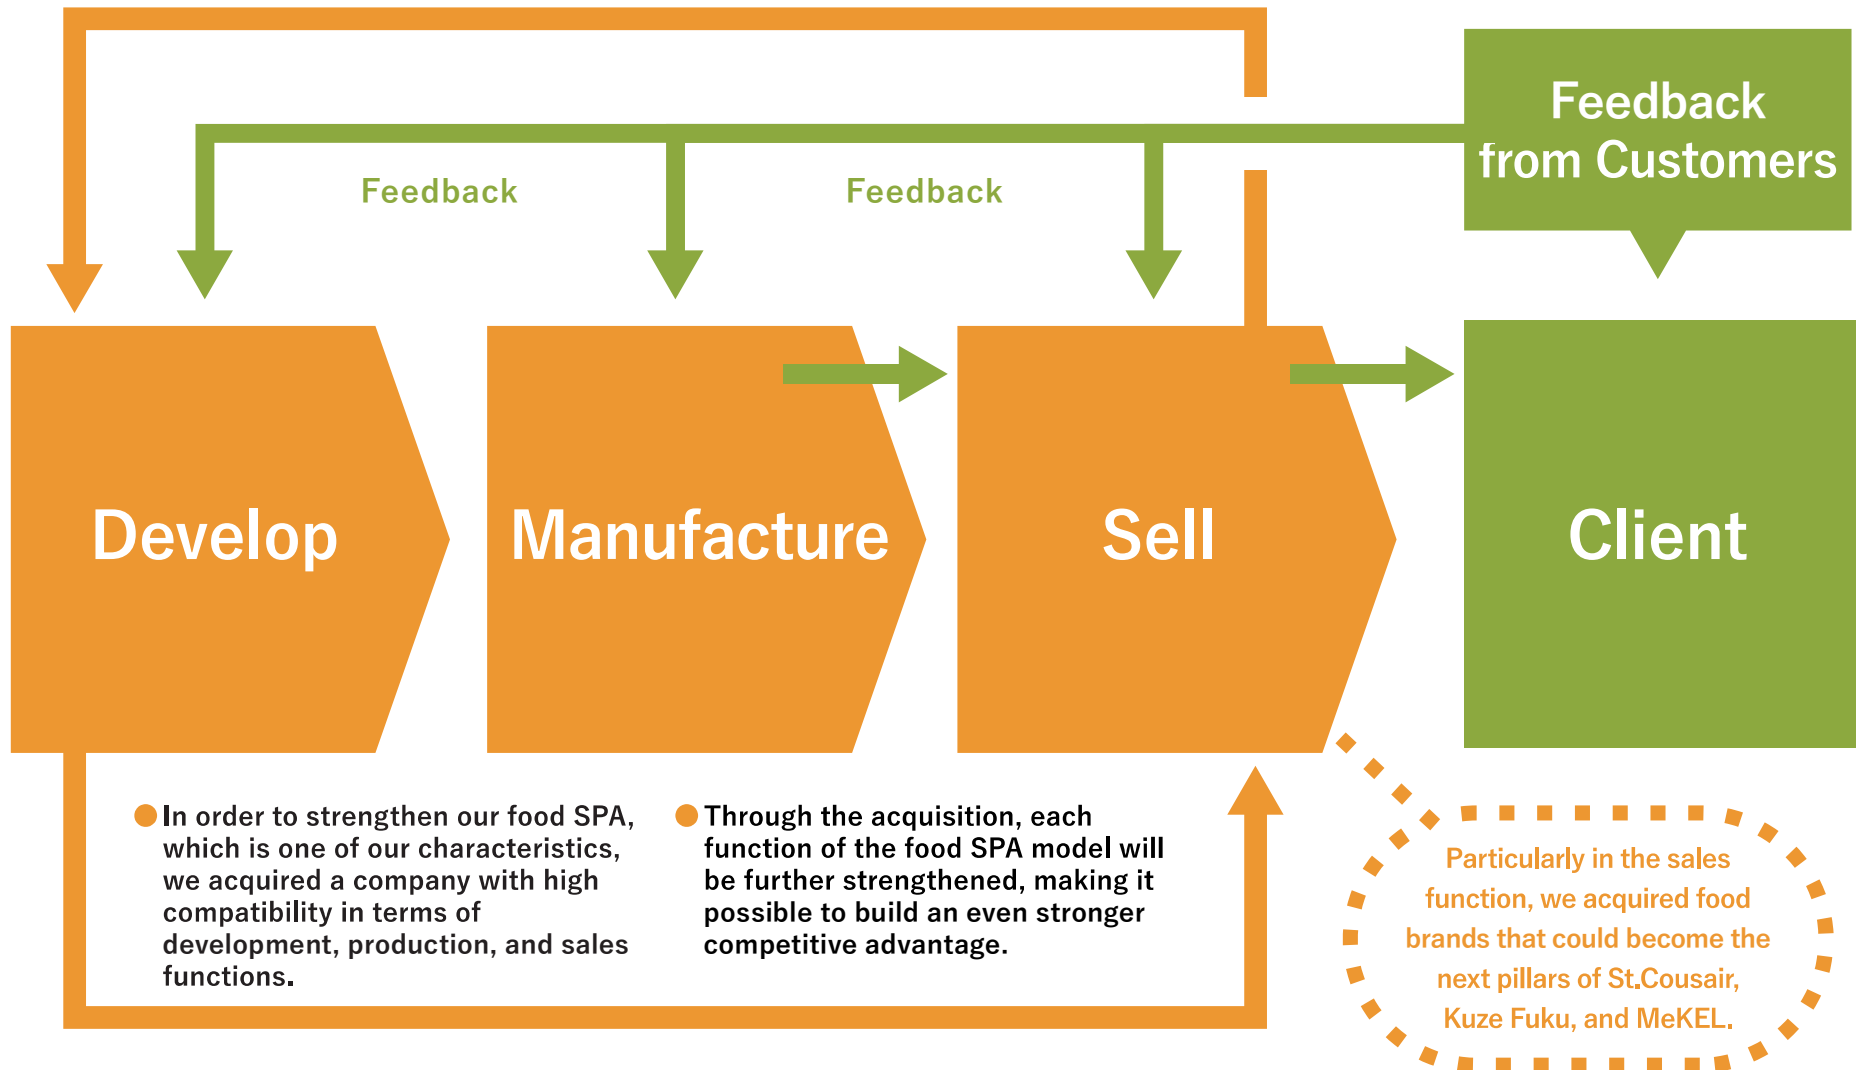 Feedback
from Customers
Feedback
Feedback
Develop
Manufacture
Sell
Client
● In order to strengthen our food SPA,
which is one of our characteristics,
we acquired a company with high
compatibility in terms of
development, production, and sales
functions.
● Through the acquisition, each
function of the food SPA model will
be further strengthened, making it
possible to build an even stronger
competitive advantage.
Particularly in the sales
function, we acquired food
brands that could become the
next pillars of St.Cousair,
Kuze Fuku, and MeKEL.